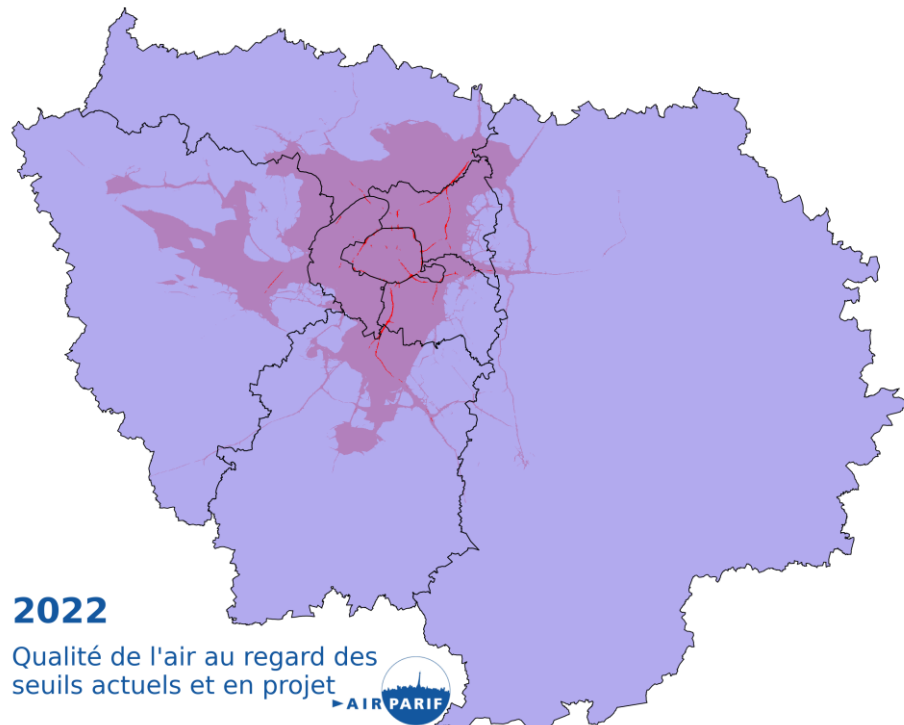 2022
Qualité de l'air au regard des
seuils actuels et en projet
AIRPARIF